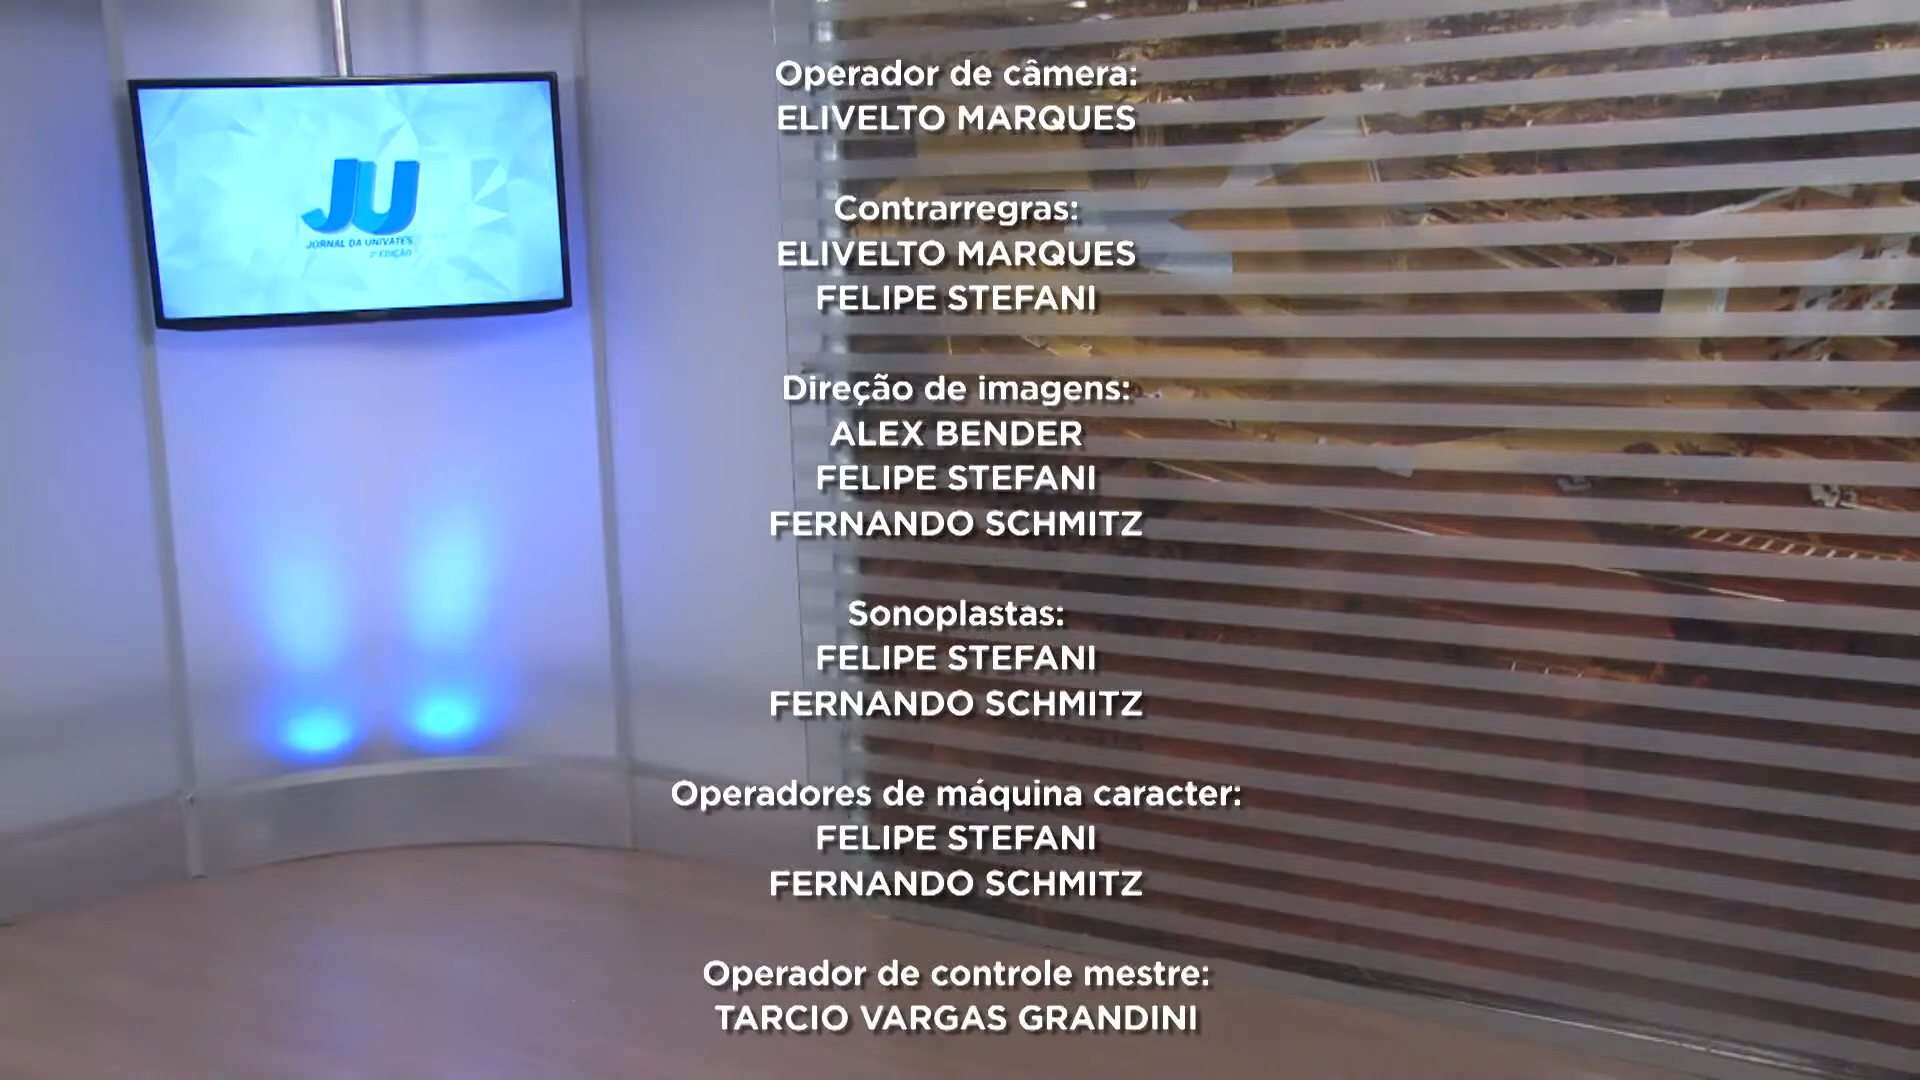 JU
JORNAL DA UNIVATES
2ª EDIÇÃO
Operador de câmera:
ELIVELTO MARQUES
Contrarregras:
ELIVELTO MARQUES
FELIPE STEFANI
Direção de imagens:
ALEX BENDER
FELIPE STEFANI
FERNANDO SCHMITZ
Sonoplastas:
FELIPE STEFANI
FERNANDO SCHMITZ
Operadores de máquina caracter:
FELIPE STEFANI
FERNANDO SCHMITZ
Operador de controle mestre:
TARCIO VARGAS GRANDINI